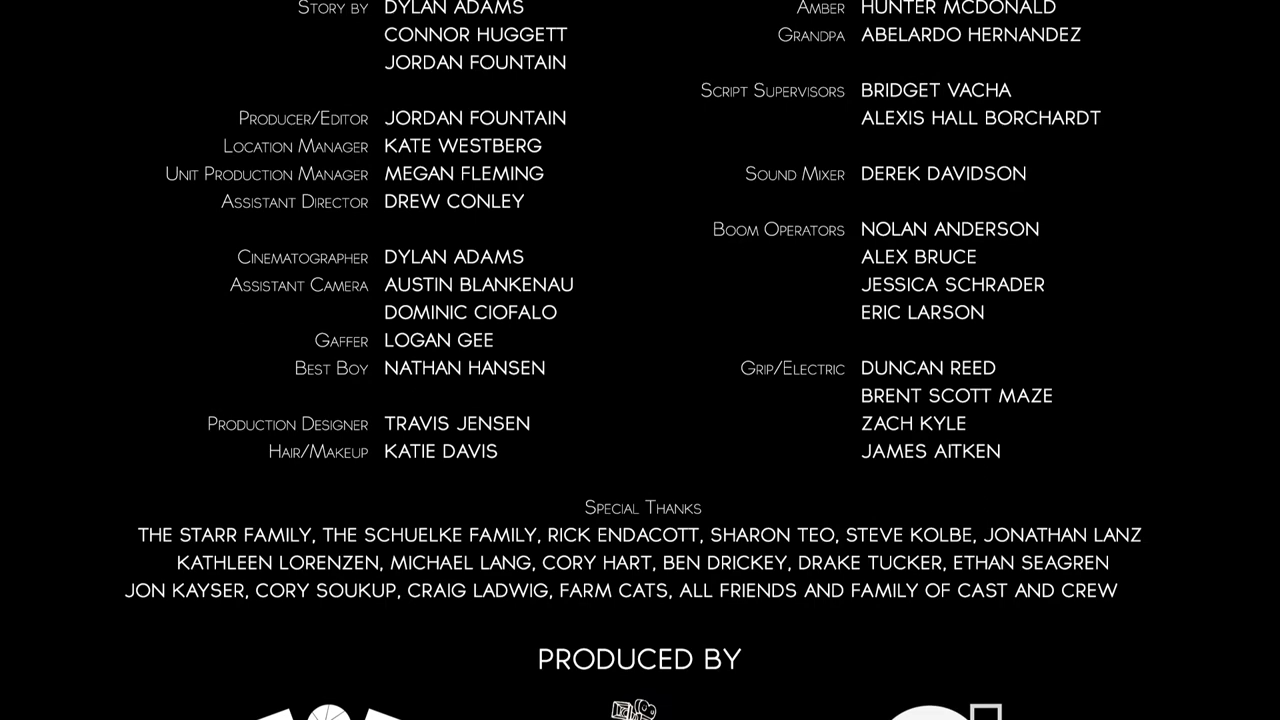 Story by DYLAN ADAMS
CONNOR HUGGETT
JORDAN FOUNTAIN
Producer/Editor JORDAN FOUNTAIN
Location Manager KATE WESTBERG
Unit Production Manager MEGAN FLEMING
Assistant Director DREW CONLEY
Cinematographer DYLAN ADAMS
Assistant Camera AUSTIN BLANKENAU
DOMINIC CIOFALO
Gaffer LOGAN GEE
Best Boy NATHAN HANSEN
Production Designer TRAVIS JENSEN
Hair/Makeup KATIE DAVIS
Amber HUNTER MCDONALD
Grandpa ABELARDO HERNANDEZ
Script Supervisors BRIDGET VACHA
ALEXIS HALL BORCHARDT
Sound Mixer DEREK DAVIDSON
Boom Operators NOLAN ANDERSON
ALEX BRUCE
JESSICA SCHRADER
ERIC LARSON
Grip/Electric DUNCAN REED
BRENT SCOTT MAZE
ZACH KYLE
JAMES AITKEN
Special Thanks
THE STARR FAMILY, THE SCHUELKE FAMILY, RICK ENDACOTT, SHARON TEO, STEVE KOLBE, JONATHAN LANZ
KATHLEEN LORENZEN, MICHAEL LANG, CORY HART, BEN DRICKEY, DRAKE TUCKER, ETHAN SEAGREN
JON KAYSER, CORY SOUKUP, CRAIG LADWIG, FARM CATS, ALL FRIENDS AND FAMILY OF CAST AND CREW
PRODUCED BY